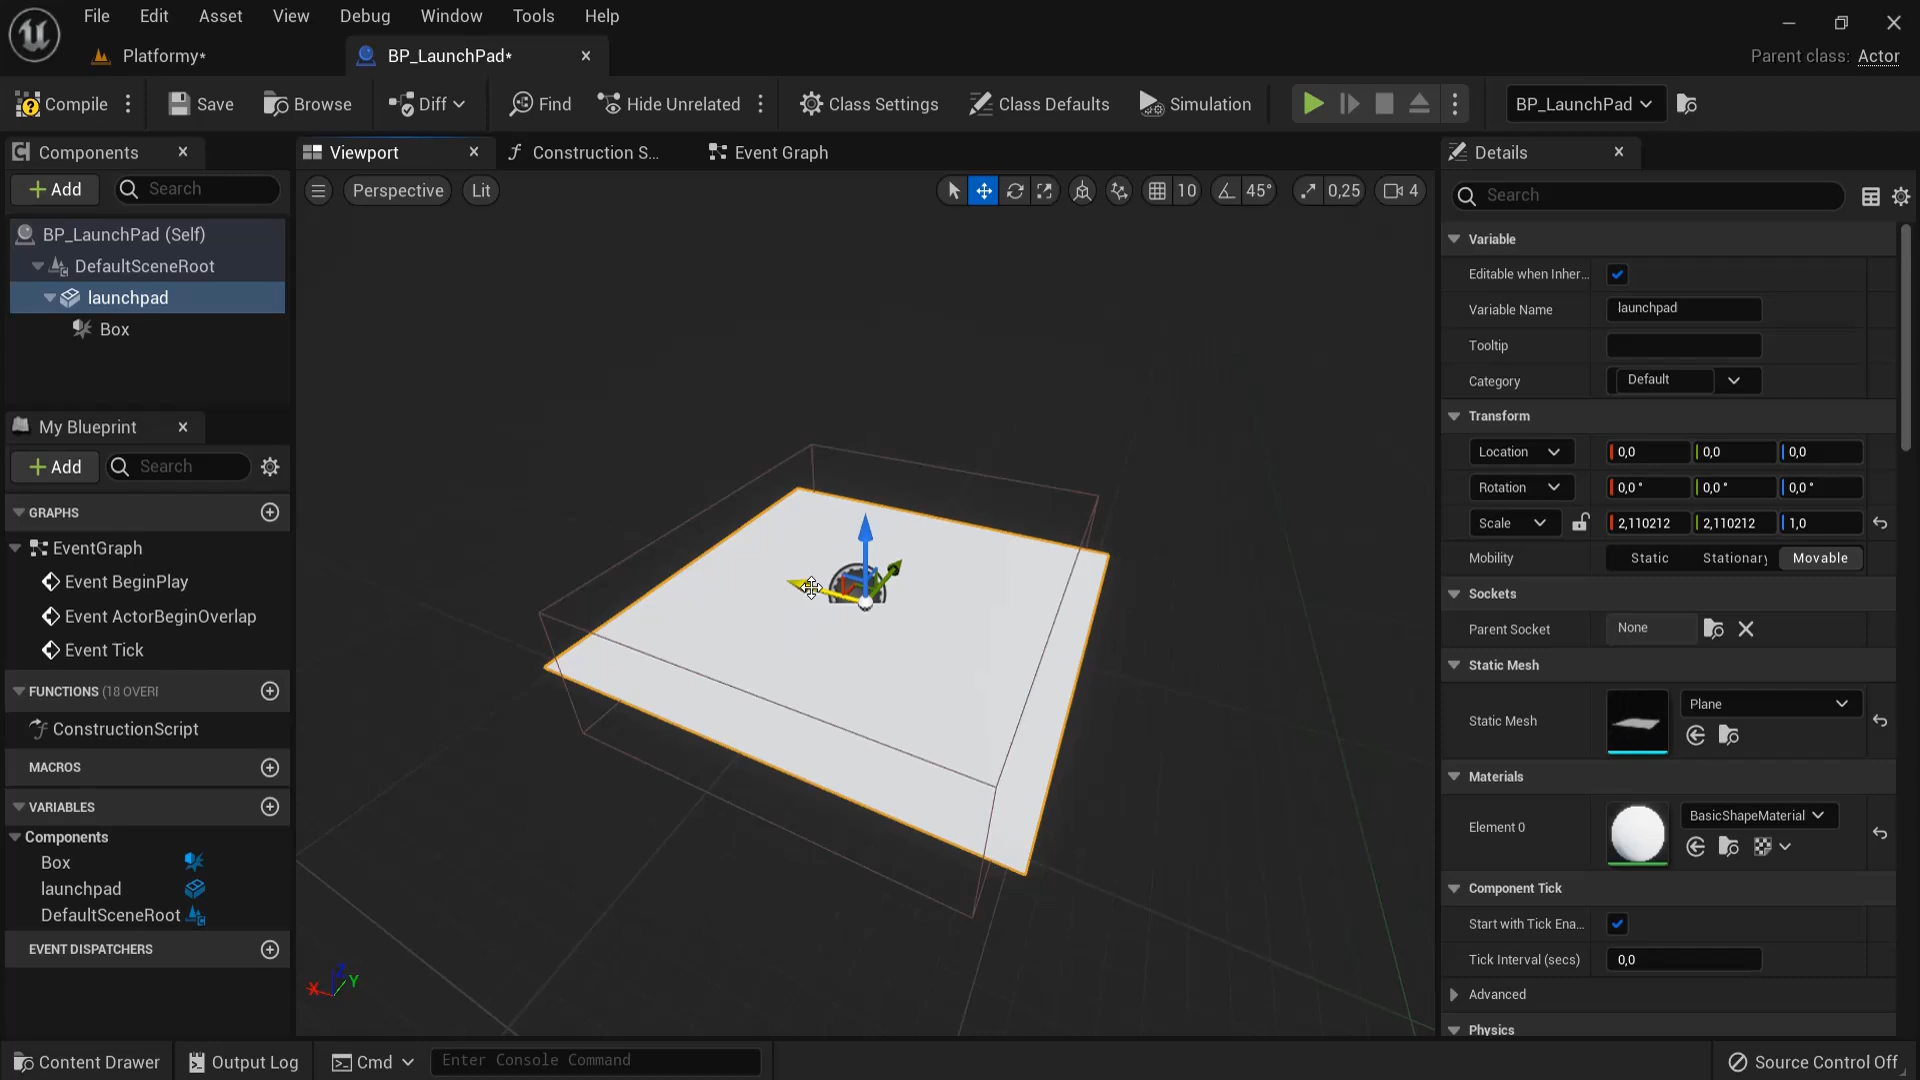 File Edit Asset View Debug Window Tools Help
Platformy*
BP_LaunchPad*
Parent class: Actor
Compile Save Browse Diff Find Hide Unrelated Class Settings Class Defaults Simulation BP_LaunchPad
Components
Add Search
BP_LaunchPad (Self)
DefaultSceneRoot
launchpad
Box
My Blueprint
Add Search
GRAPHS
EventGraph
Event BeginPlay
Event ActorBeginOverlap
Event Tick
FUNCTIONS (18 OVERI
ConstructionScript
MACROS
VARIABLES
Components
Box
launchpad
DefaultSceneRoot
EVENT DISPATCHERS
Viewport Construction S... Event Graph
Perspective Lit 10 45° 0,25 4
X Z Y
Details
Search
Variable
Editable when Inher...
Variable Name launchpad
Tooltip
Category Default
Transform
Location 0,0 0,0 0,0
Rotation 0,0 ° 0,0 ° 0,0 °
Scale 2,110212 2,110212 1,0
Mobility Static Stationary Movable
Sockets
Parent Socket None
Static Mesh
Static Mesh Plane
Materials
Element 0 BasicShapeMaterial
Component Tick
Start with Tick Ena...
Tick Interval (secs) 0,0
Advanced
Physics
Content Drawer Output Log Cmd Enter Console Command Source Control Off